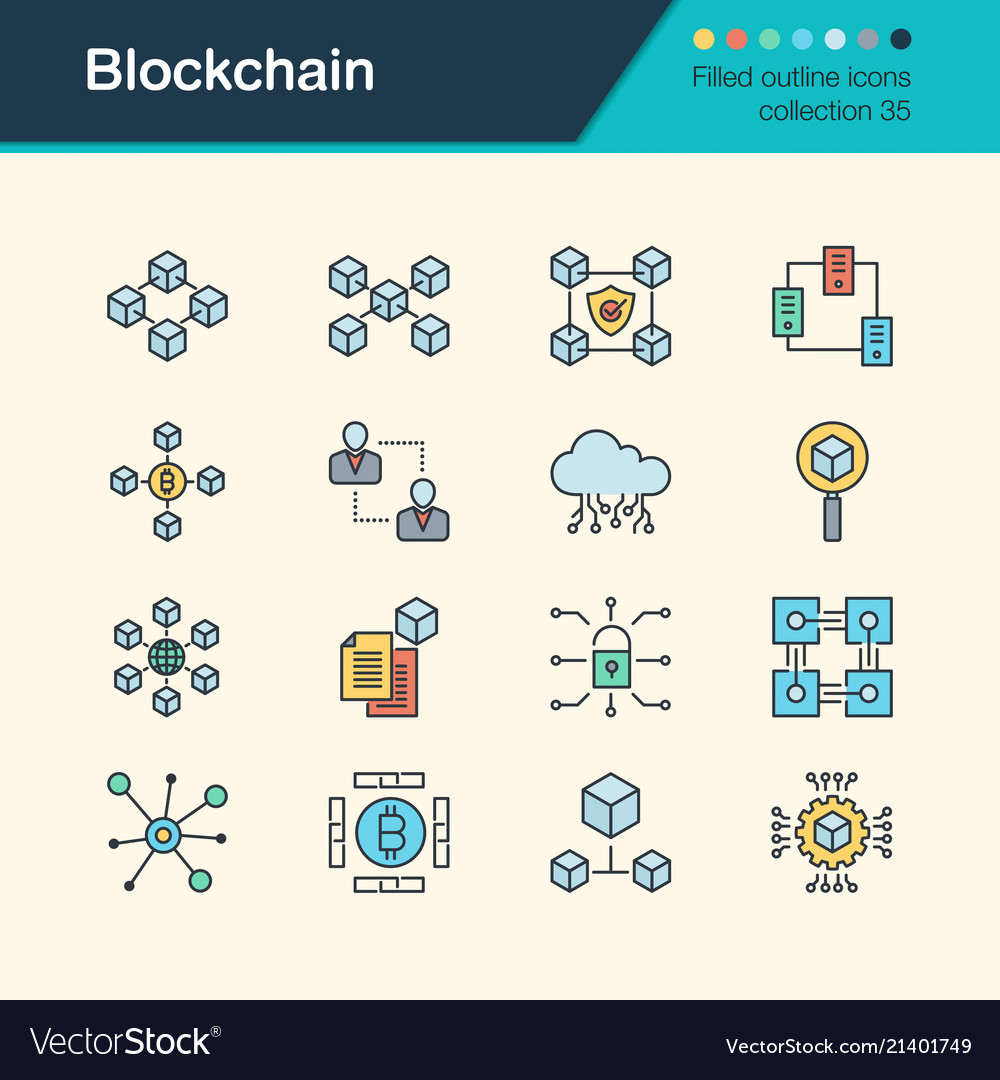 Blockchain
Filled outline icons
collection 35
VectorStock®
VectorStock.com/21401749